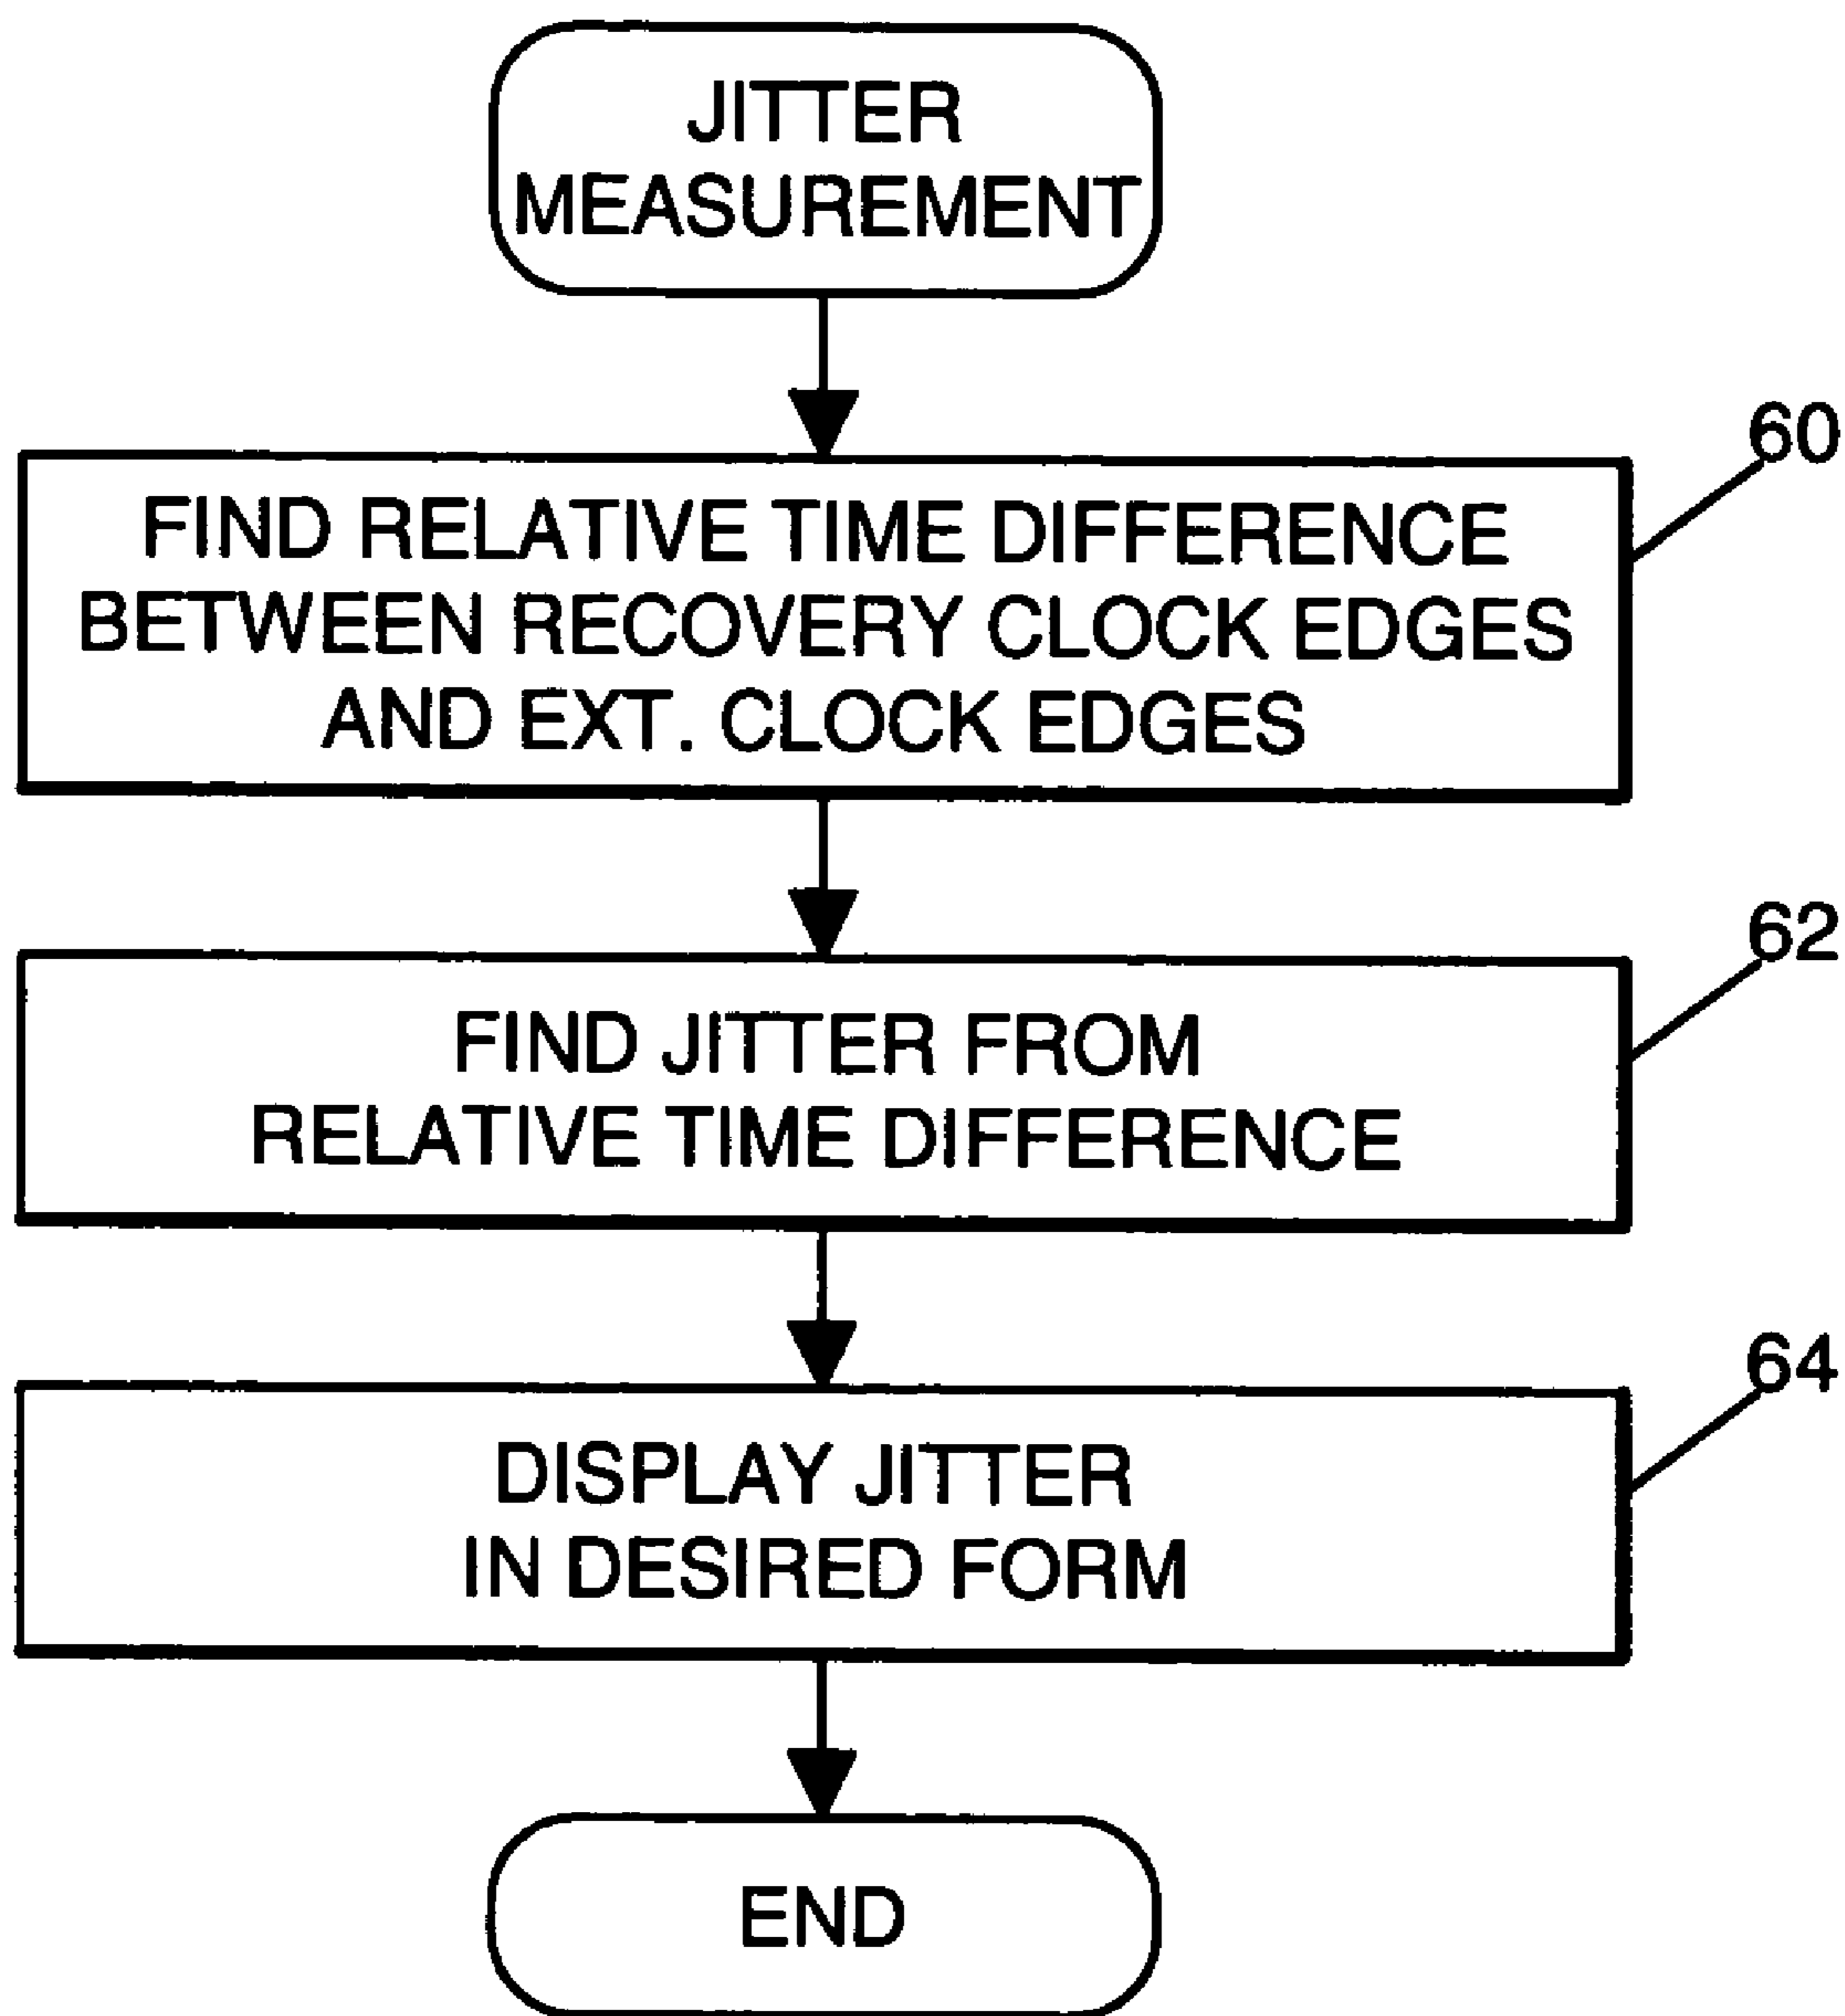 JITTER
MEASUREMENT
60
FIND RELATIVE TIME DIFFERENCE
BETWEEN RECOVERY CLOCK EDGES
AND EXT. CLOCK EDGES
62
FIND JITTER FROM
RELATIVE TIME DIFFERENCE
64
DISPLAY JITTER
IN DESIRED FORM
END